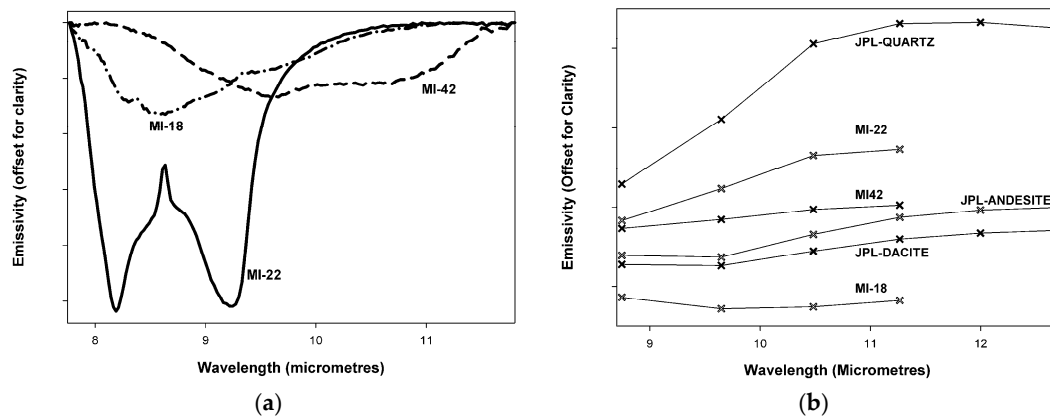 Emissivity (offset for clarity)
MI-18
MI-42
MI-22
8
9
10
11
Wavelength (micrometres)
(a)
Emissivity (Offset for Clarity)
JPL-QUARTZ
MI-22
MI42
JPL-ANDESITE
JPL-DACITE
MI-18
9
10
11
12
Wavelength (Micrometres)
(b)